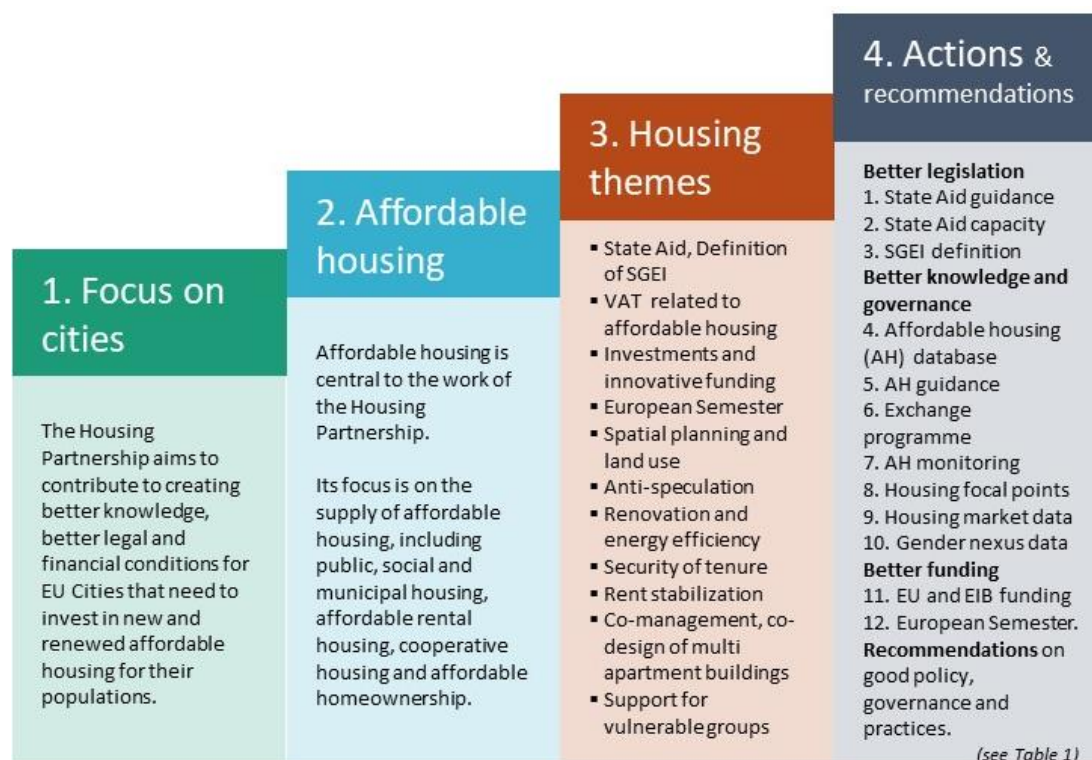 1. Focus on
cities
The Housing
Partnership aims to
contribute to creating
better knowledge,
better legal and
financial conditions for
EU Cities that need to
invest in new and
renewed affordable
housing for their
populations.
2. Affordable
housing
Affordable housing is
central to the work of
the Housing
Partnership.
Its focus is on the
supply of affordable
housing, including
public, social and
municipal housing,
affordable rental
housing, cooperative
housing and affordable
homeownership.
3. Housing
themes
▪ State Aid, Definition
of SGEI
▪ VAT related to
affordable housing
▪ Investments and
innovative funding
▪ European Semester
▪ Spatial planning and
land use
▪ Anti-speculation
▪ Renovation and
energy efficiency
▪ Security of tenure
▪ Rent stabilization
▪ Co-management, co-
design of multi
apartment buildings
▪ Support for
vulnerable groups
4. Actions &
recommendations
Better legislation
1. State Aid guidance
2. State Aid capacity
3. SGEI definition
Better knowledge and
governance
4. Affordable housing
(AH) database
5. AH guidance
6. Exchange
programme
7. AH monitoring
8. Housing focal points
9. Housing market data
10. Gender nexus data
Better funding
11. EU and EIB funding
12. European Semester.
Recommendations on
good policy,
governance and
practices.
(see Table 1)